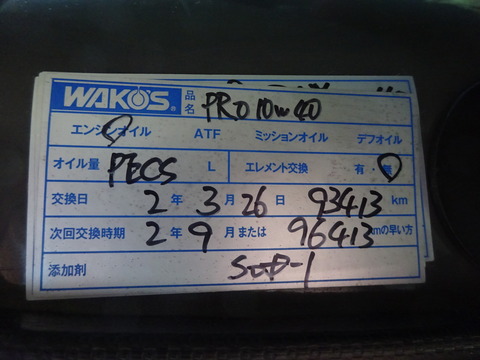 WAKO'S 品名 PRO 10W40
エンジンオイル ATF ミッションオイル デフオイル
オイル量 PECS L エレメント交換 有・無
交換日 2年 3月 26日 93413 km
次回交換時期 2年 9月または 96413 kmの早い方
添加剤